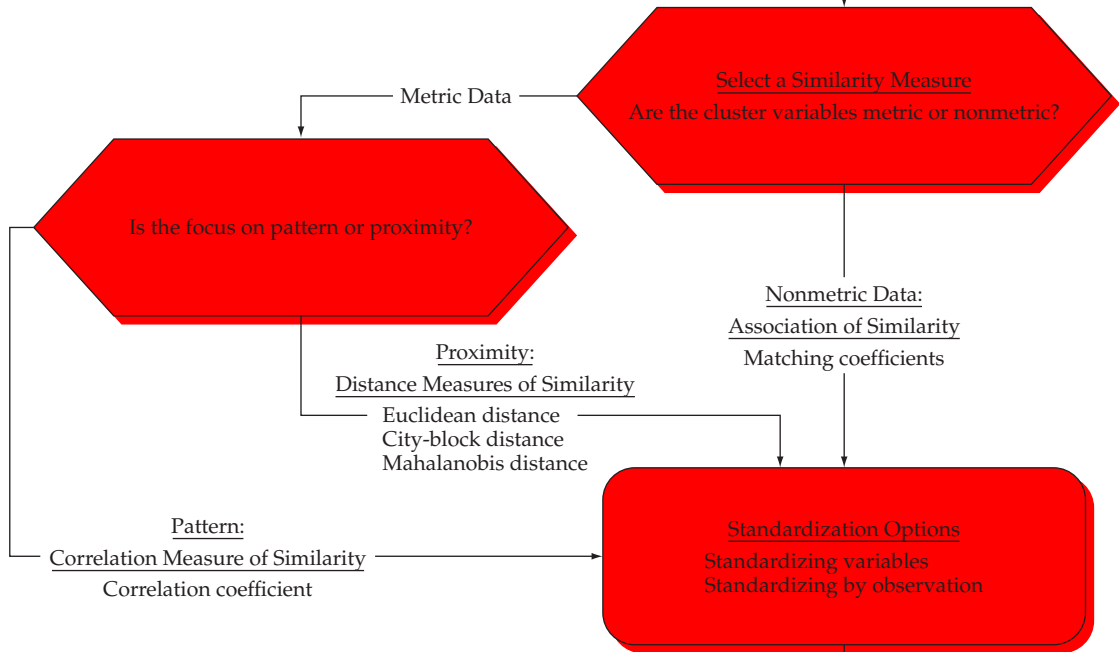 Select a Similarity Measure
Are the cluster variables metric or nonmetric?
Metric Data
Is the focus on pattern or proximity?
Nonmetric Data:
Association of Similarity
Matching coefficients
Proximity:
Distance Measures of Similarity
Euclidean distance
City-block distance
Mahalanobis distance
Pattern:
Correlation Measure of Similarity
Correlation coefficient
Standardization Options
Standardizing variables
Standardizing by observation